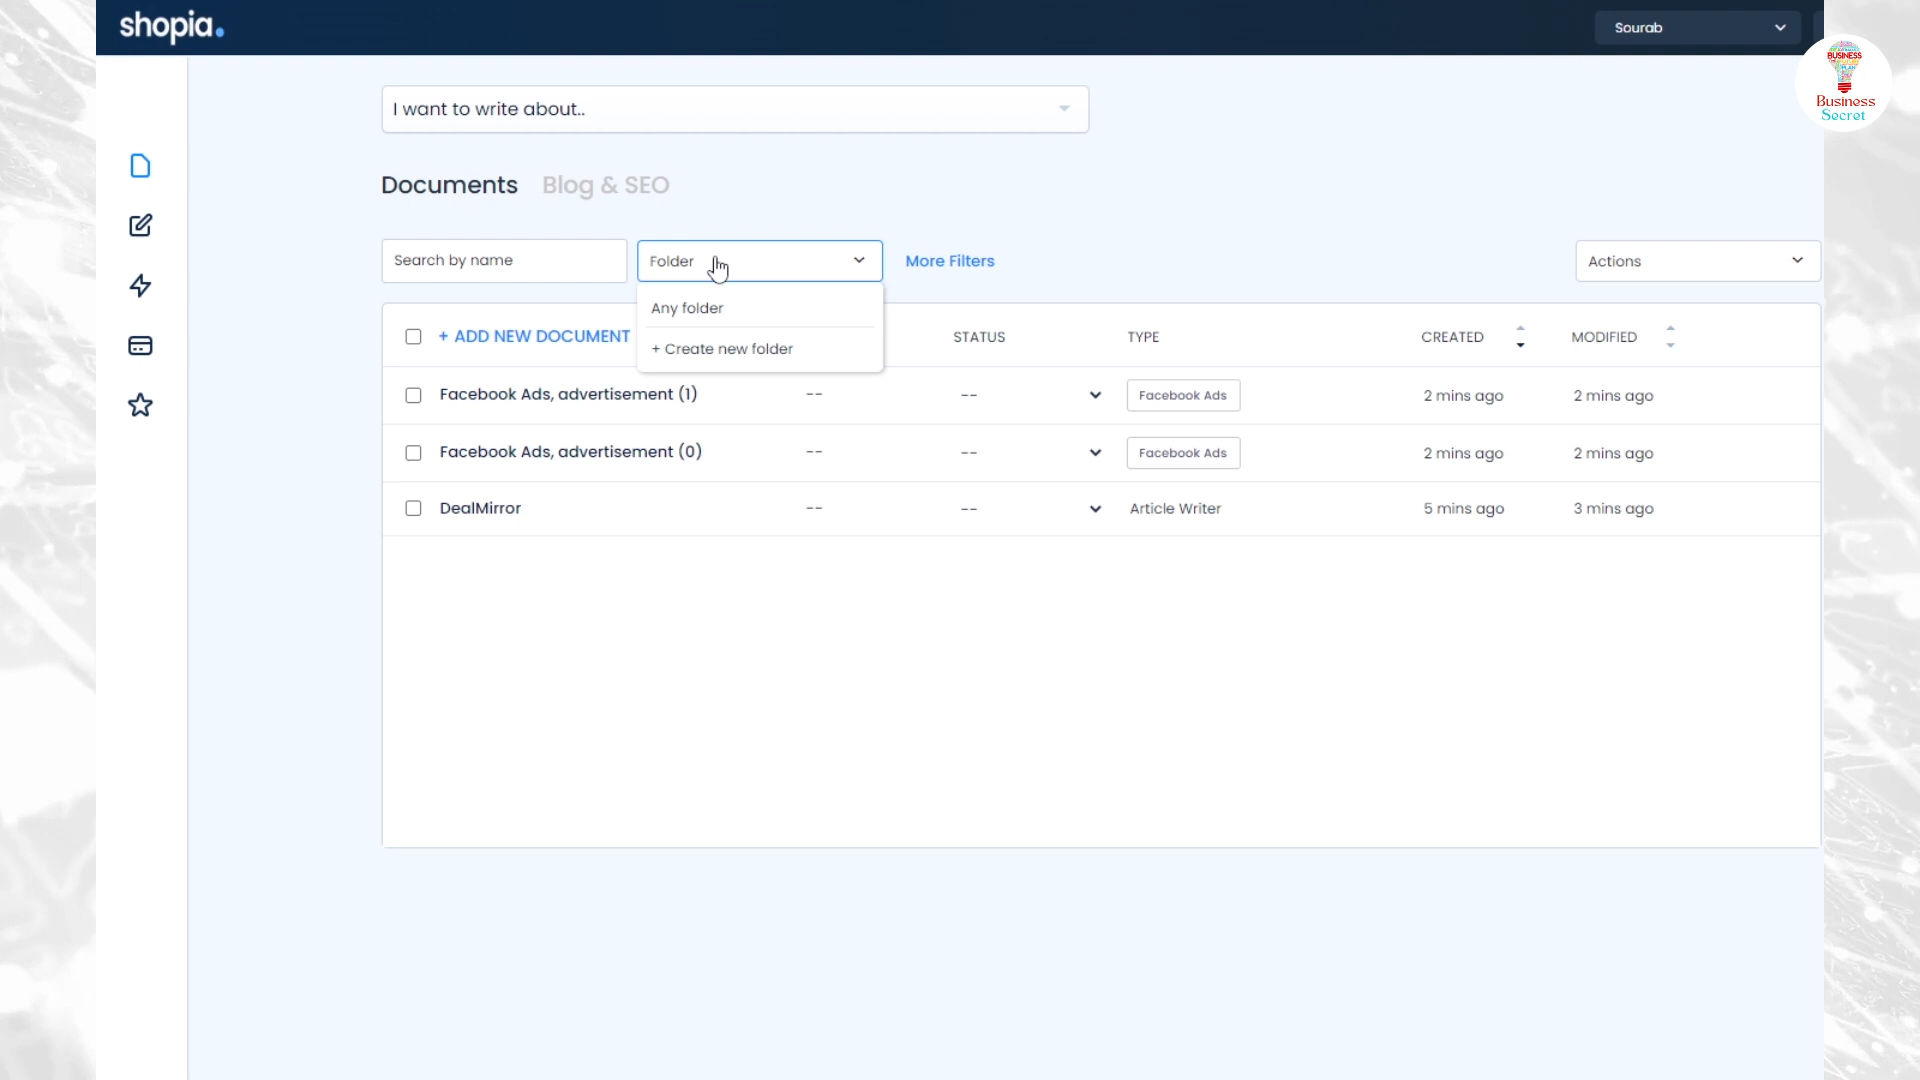 shopia.
Sourab
BUSINESS
PLAN
Business
Secret
I want to write about..
Documents Blog & SEO
Search by name
Folder
More Filters
Actions
Any folder
+ Create new folder
+ ADD NEW DOCUMENT STATUS TYPE CREATED MODIFIED
Facebook Ads, advertisement (1) -- -- Facebook Ads 2 mins ago 2 mins ago
Facebook Ads, advertisement (0) -- -- Facebook Ads 2 mins ago 2 mins ago
DealMirror -- -- Article Writer 5 mins ago 3 mins ago